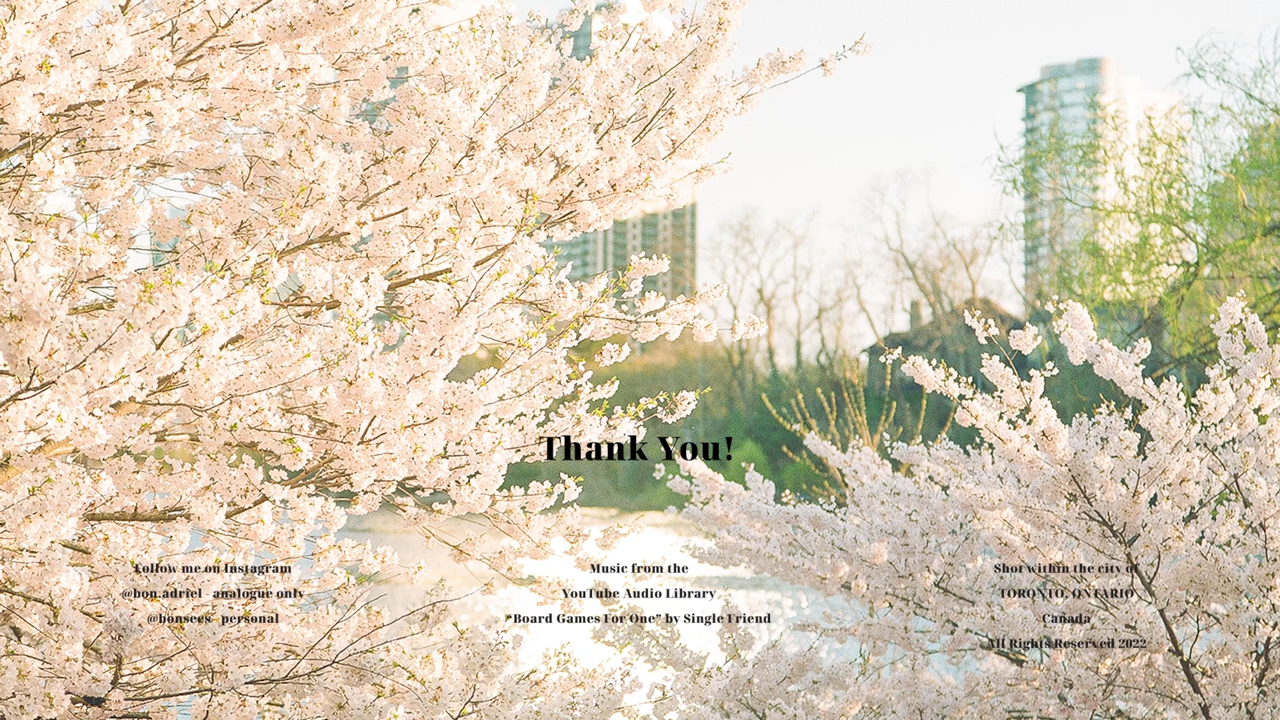 Thank You!
Follow me on Instagram
@bon.adriel - analogue only
@bonsees - personal
Music from the
YouTube Audio Library
"Board Games For One” by Single Friend
Shot within the city of
TORONTO, ONTARIO
Canada
All Rights Reserved 2022